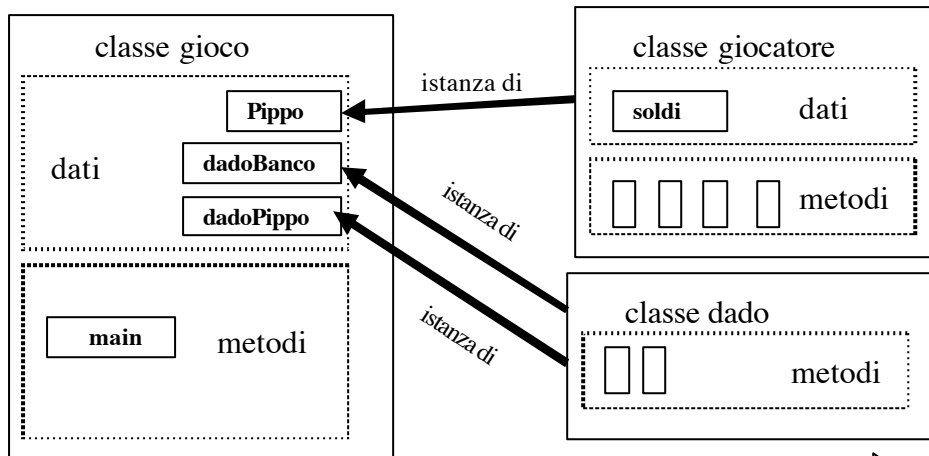 classe gioco
dati
Pippo
dadoBanco
dadoPippo
metodi
main
istanza di
istanza di
istanza di
classe giocatore
soldi
dati
metodi
classe dado
metodi